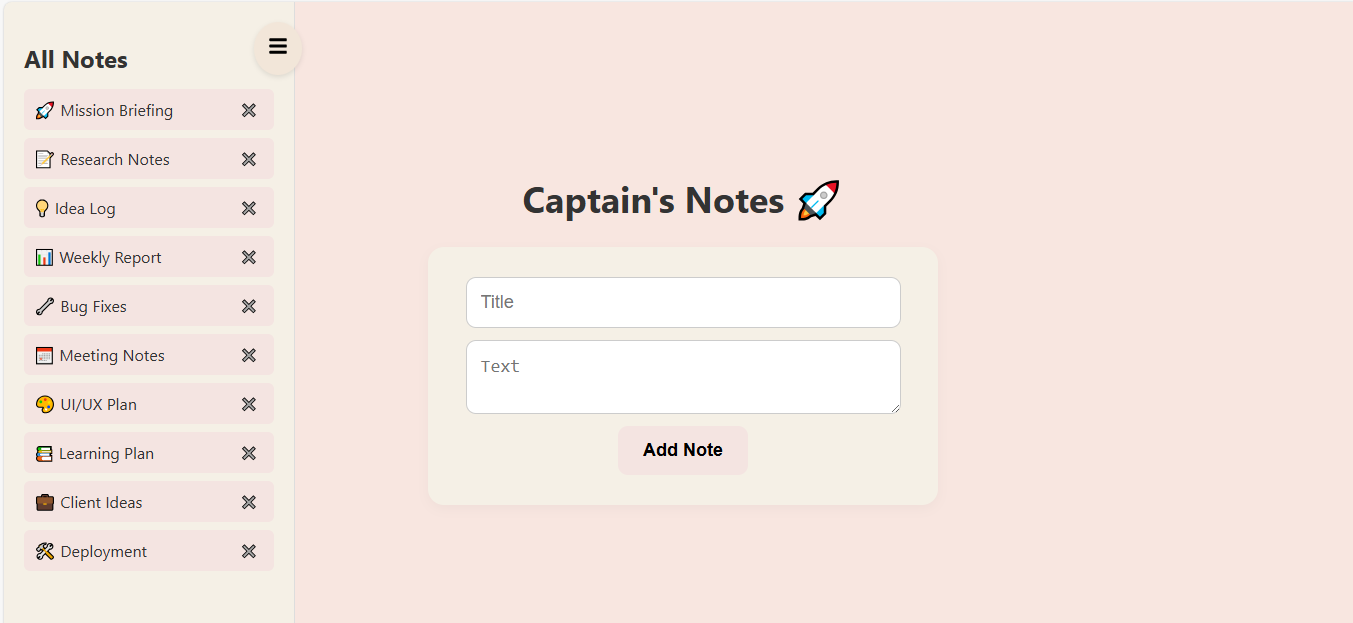 All Notes
🚀 Mission Briefing
📝 Research Notes
💡 Idea Log
📊 Weekly Report
🔧 Bug Fixes
📅 Meeting Notes
🎨 UI/UX Plan
📚 Learning Plan
💼 Client Ideas
🛠 Deployment
Captain's Notes 🚀
Title
Text
Add Note